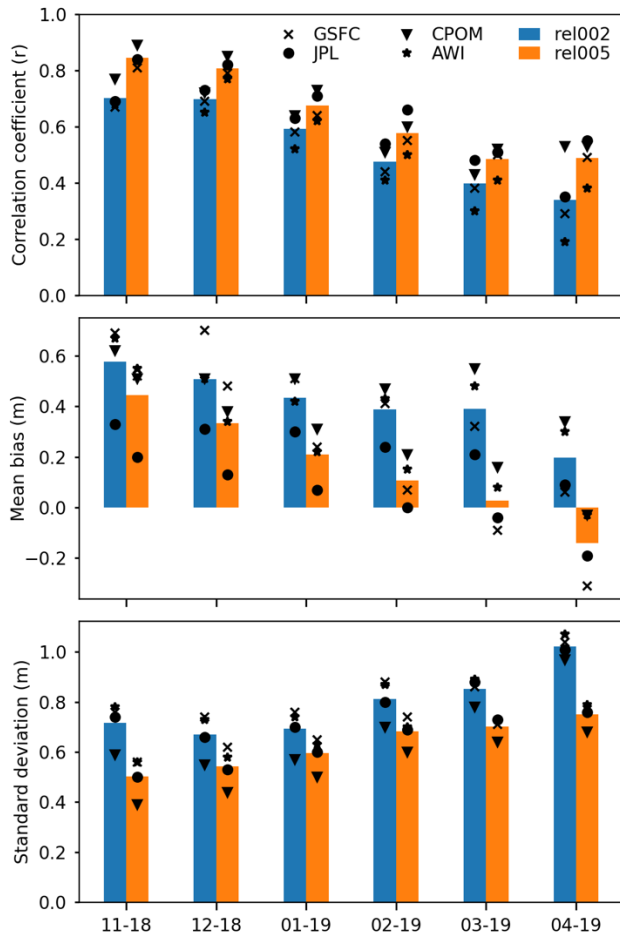 GSFC CPOM rel002
JPL AWI rel005
Correlation coefficient (r)
1.0
0.8
0.6
0.4
0.2
0.0
Mean bias (m)
0.6
0.4
0.2
0.0
−0.2
Standard deviation (m)
1.0
0.8
0.6
0.4
0.2
0.0
11-18 12-18 01-19 02-19 03-19 04-19